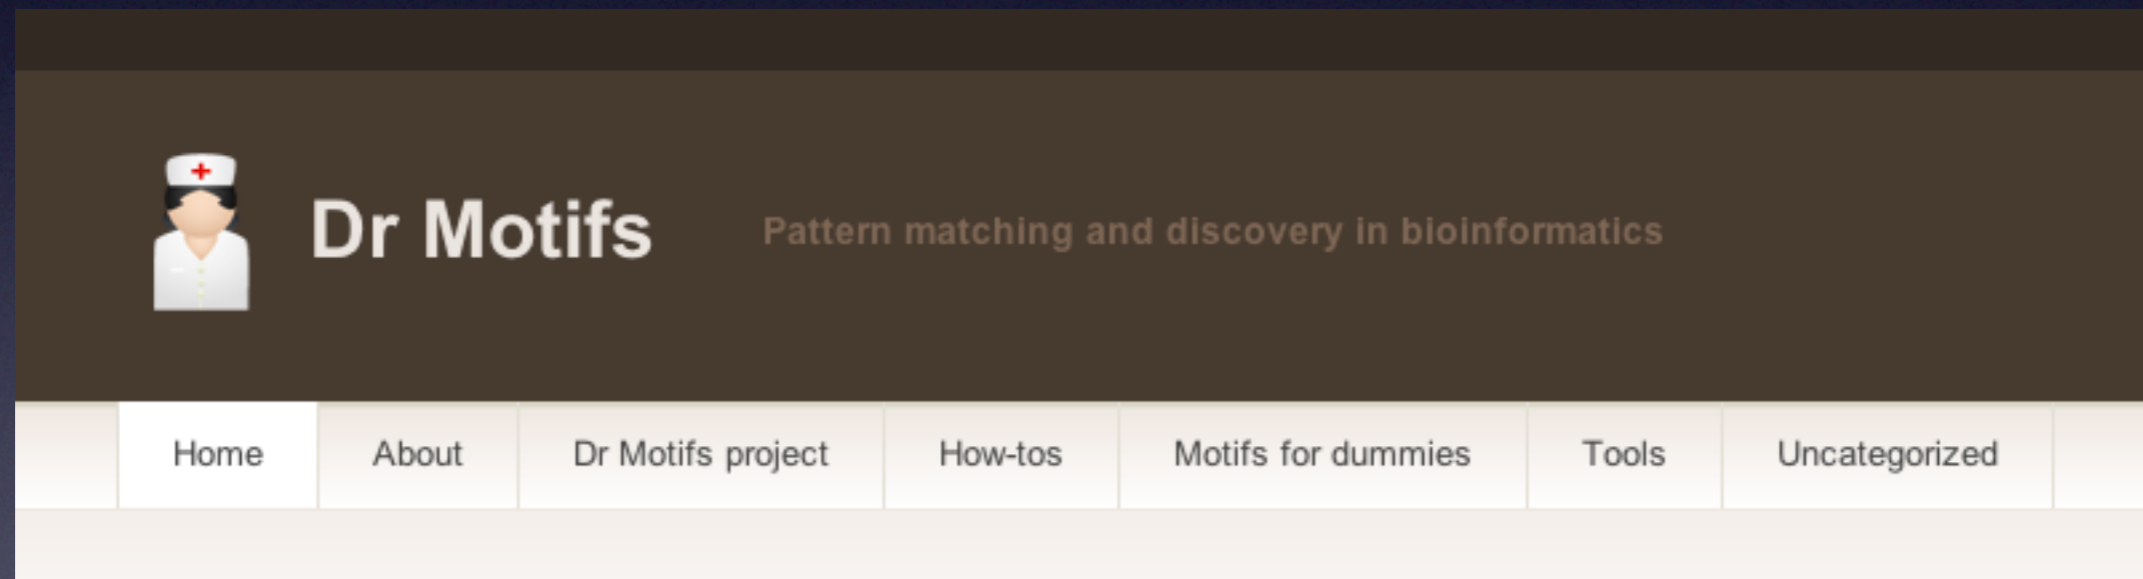 Dr Motifs
Pattern matching and discovery in bioinformatics
Home About Dr Motifs project How-tos Motifs for dummies Tools Uncategorized